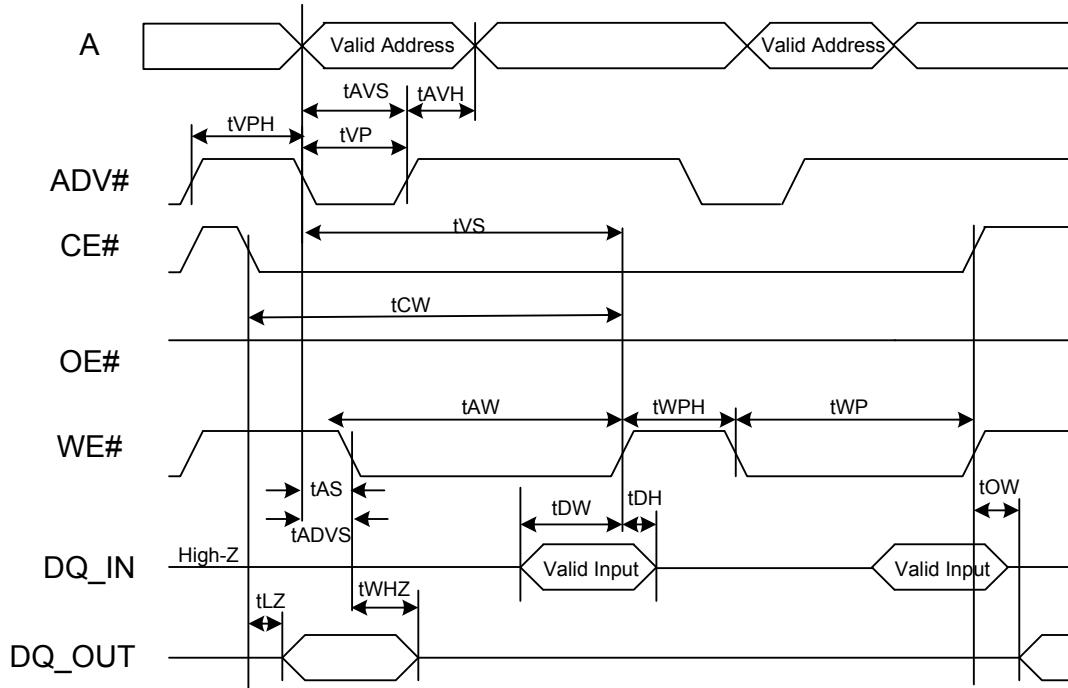 A
Valid Address
Valid Address
tAVS
tAVH
tVPH
tVP
ADV#
tVS
CE#
tCW
OE#
tAW
tWPH
tWP
WE#
tAS
tDW
tDH
tOW
tADVS
High-Z
DQ_IN
Valid Input
Valid Input
tLZ
tWHZ
DQ_OUT